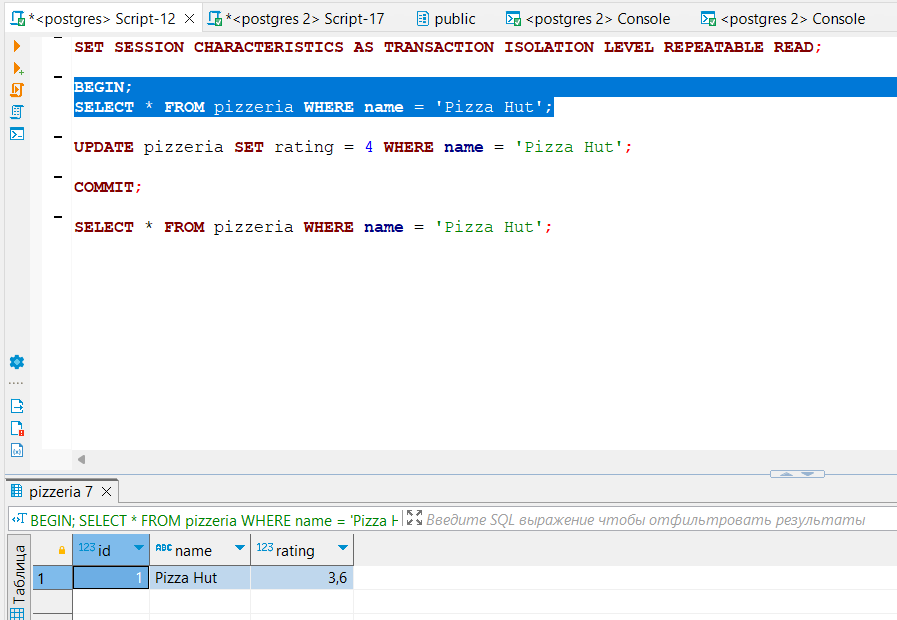 *<postgres> Script-12
*<postgres 2> Script-17
public
<postgres 2> Console
<postgres 2> Console
SET SESSION CHARACTERISTICS AS TRANSACTION ISOLATION LEVEL REPEATABLE READ;
BEGIN;
SELECT * FROM pizzeria WHERE name = 'Pizza Hut';
UPDATE pizzeria SET rating = 4 WHERE name = 'Pizza Hut';
COMMIT;
SELECT * FROM pizzeria WHERE name = 'Pizza Hut';
pizzeria 7
BEGIN; SELECT * FROM pizzeria WHERE name = 'Pizza H
Введите SQL выражение чтобы отфильтровать результаты
Таблица
123 id
ABC name
123 rating
1
1
Pizza Hut
3,6